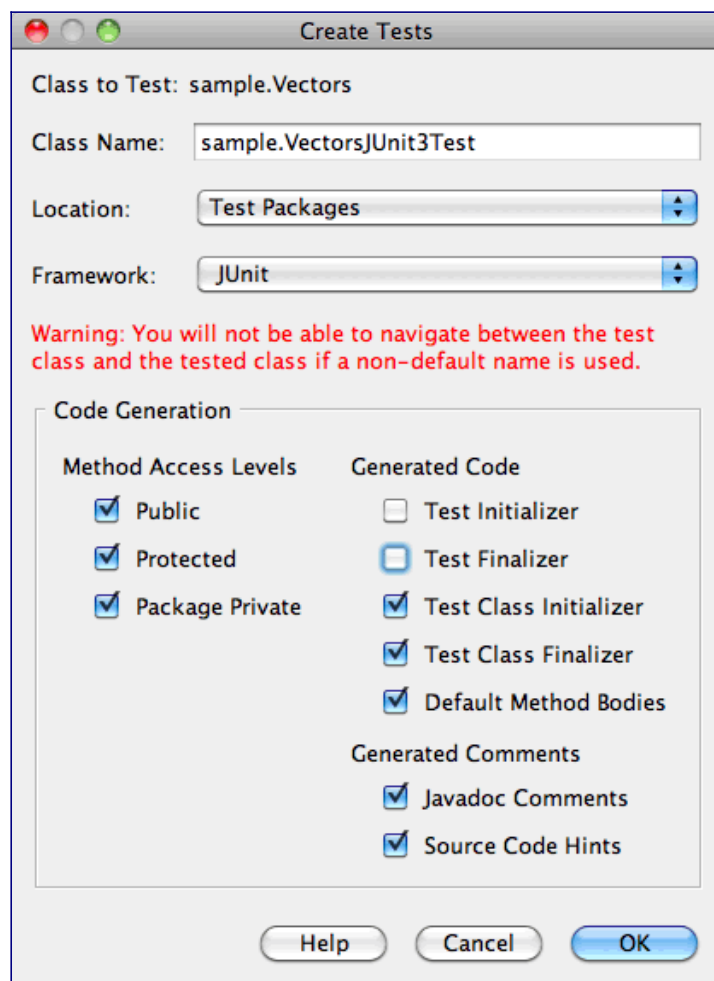 Create Tests
Class to Test: sample.Vectors
Class Name: sample.VectorsJUnit3Test
Location: Test Packages
Framework: JUnit
Warning: You will not be able to navigate between the test
class and the tested class if a non-default name is used.
Code Generation
Method Access Levels
Public
Protected
Package Private
Generated Code
Test Initializer
Test Finalizer
Test Class Initializer
Test Class Finalizer
Default Method Bodies
Generated Comments
Javadoc Comments
Source Code Hints
Help
Cancel
OK